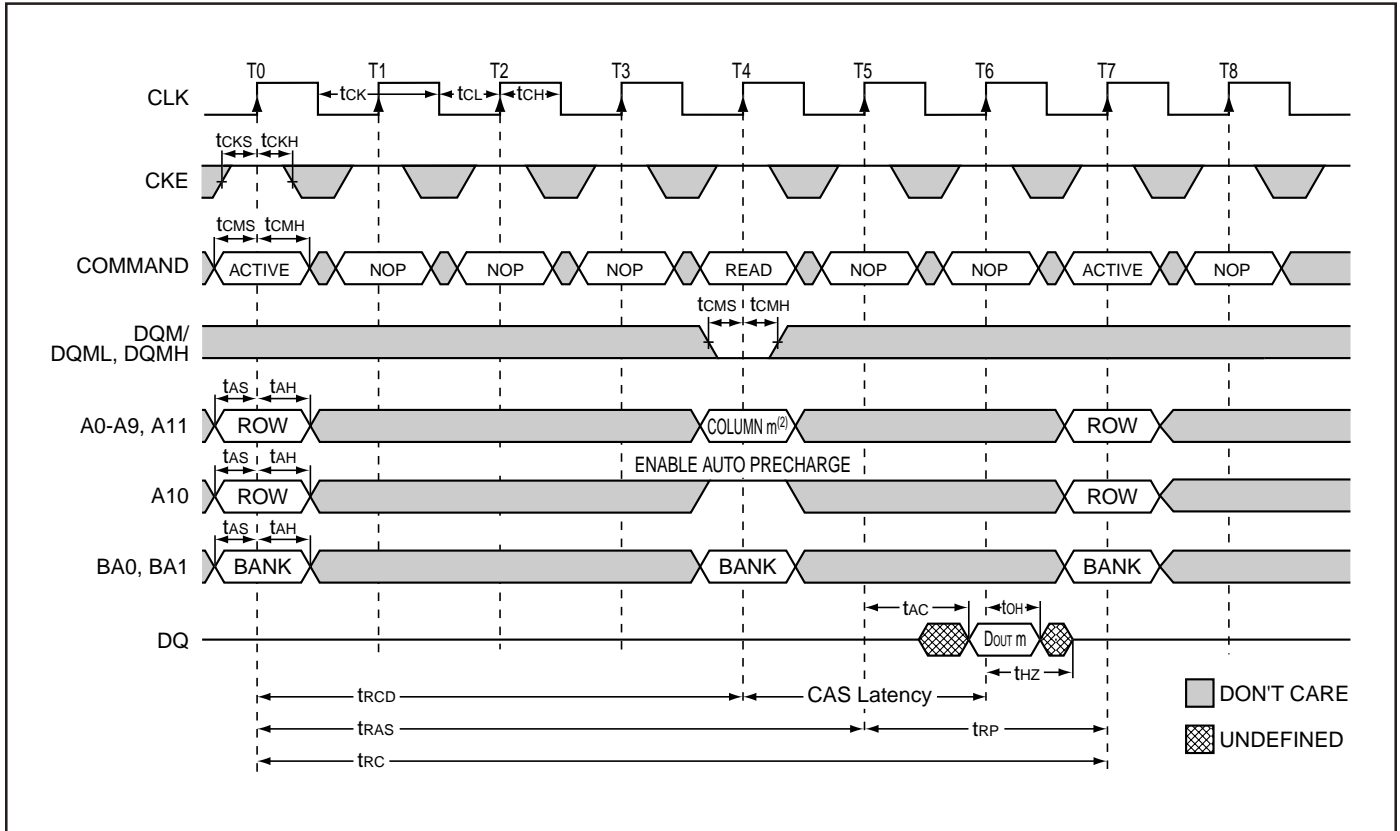 T0 T1 T2 T3 T4 T5 T6 T7 T8
CLK tCK tCL tCH
tCKS tCKH
CKE
tCMS tCMH
COMMAND ACTIVE NOP NOP NOP READ NOP NOP ACTIVE NOP
tCMS tCMH
DQM/
DQML, DQMH
tAS tAH
A0-A9, A11 ROW COLUMN m(2) ROW
tAS tAH ENABLE AUTO PRECHARGE
A10 ROW ROW
tAS tAH
BA0, BA1 BANK BANK BANK
tAC tOH
DQ DOUT m
tHZ
tRCD CAS Latency DON'T CARE
tRAS tRP
UNDEFINED
tRC